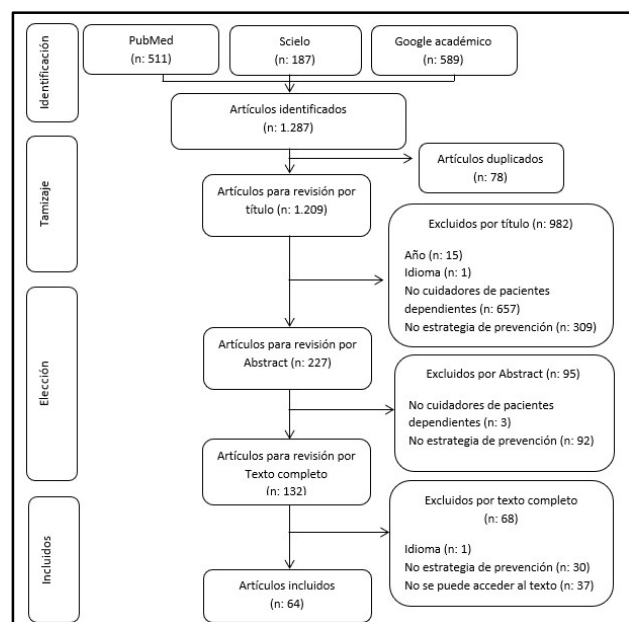 Identificación
PubMed
(n: 511)
Scielo
(n: 187)
Google académico
(n: 589)
Artículos identificados
(n: 1.287)
Artículos duplicados
(n: 78)
Tamizaje
Artículos para revisión por
título (n: 1.209)
Excluidos por título (n: 982)
Año (n: 15)
Idioma (n: 1)
No cuidadores de pacientes
dependientes (n: 657)
No estrategia de prevención (n: 309)
Elección
Artículos para revisión por
Abstract (n: 227)
Excluidos por Abstract (n: 95)
No cuidadores de pacientes
dependientes (n: 3)
No estrategia de prevención (n: 92)
Artículos para revisión por
Texto completo
(n: 132)
Excluidos por texto completo
(n: 68)
Idioma (n: 1)
No estrategia de prevención (n: 30)
No se puede acceder al texto (n: 37)
Incluidos
Artículos incluidos
(n: 64)